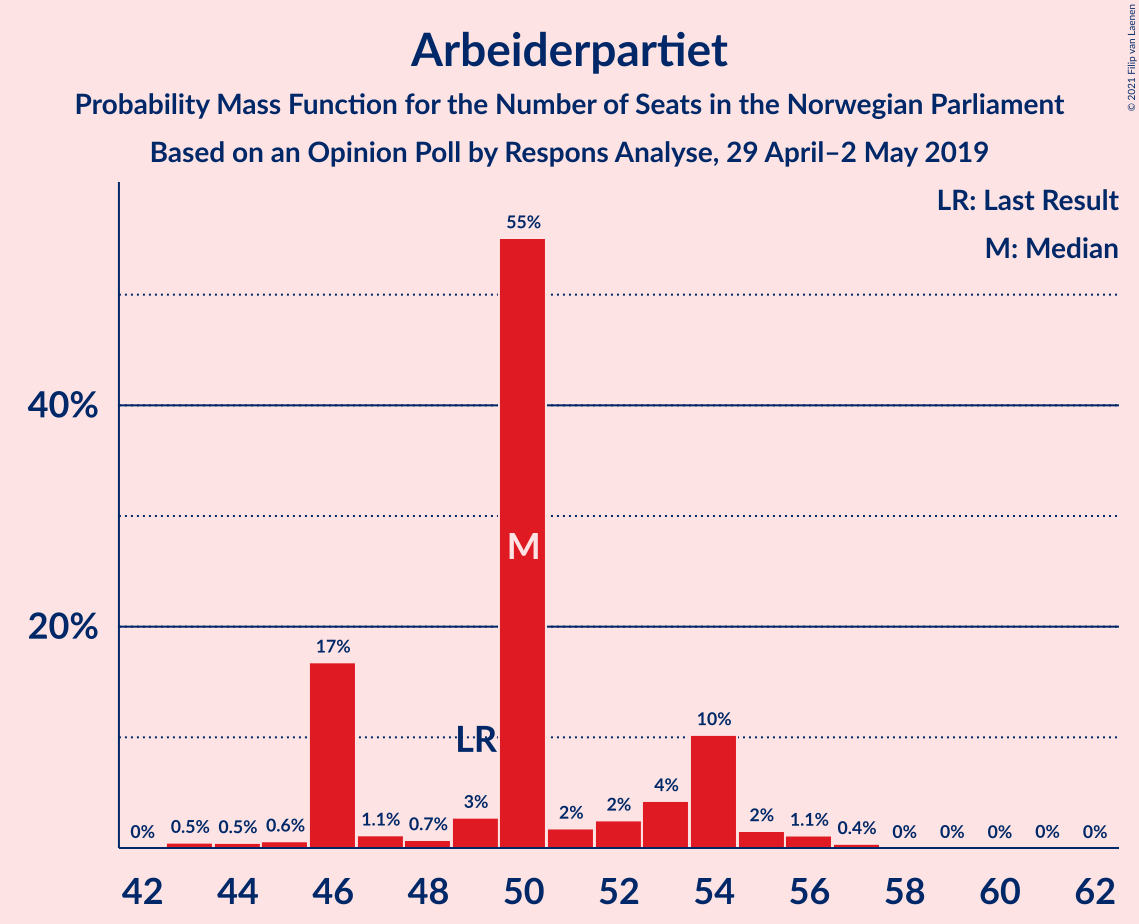 Arbeiderpartiet
Probability Mass Function for the Number of Seats in the Norwegian Parliament
Based on an Opinion Poll by Respons Analyse, 29 April–2 May 2019
© 2021 Filip van Laenen
LR: Last Result
M: Median
40%
20%
0%
0.5%
0.5%
0.6%
17%
1.1%
0.7%
3%
LR
55%
M
2%
2%
4%
10%
2%
1.1%
0.4%
0%
0%
0%
0%
0%
42 44 46 48 50 52 54 56 58 60 62